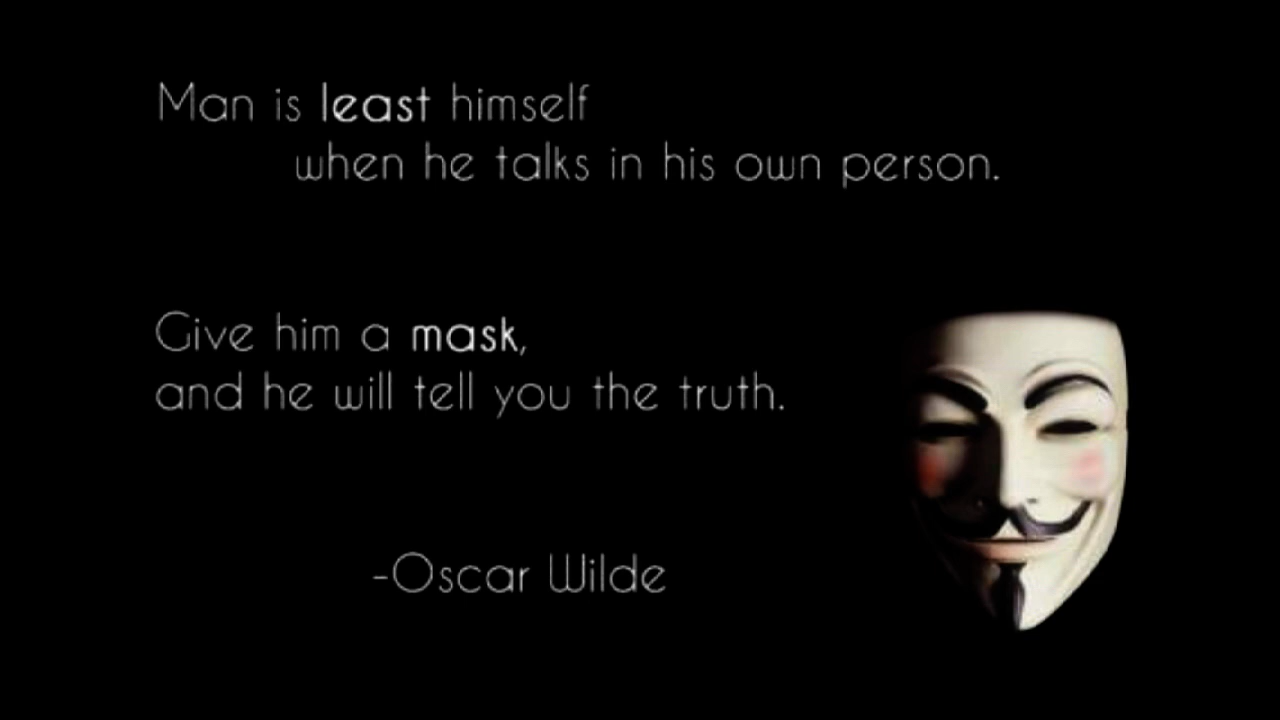 Man is least himself
when he talks in his own person.
Give him a mask,
and he will tell you the truth.
-Oscar Wilde